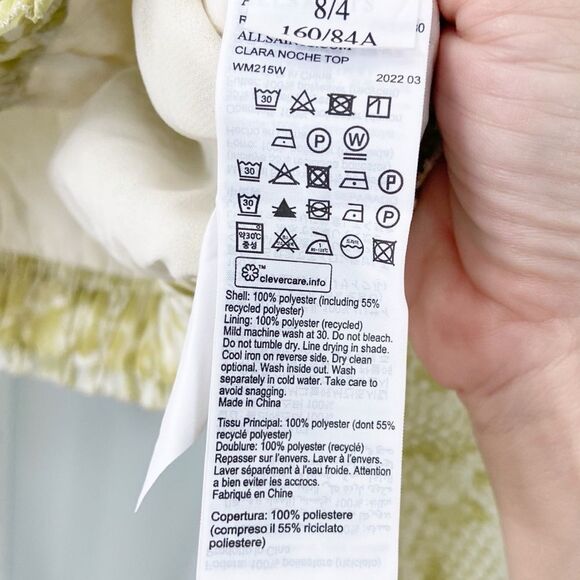 8/4
160/84A
ALLSAINTS.COM
CLARA NOCHE TOP
WM215W
2022 03
30
P
W
30
P
30
P
약30℃
중성
clevercare.info
TM
Shell: 100% polyester (including 55%
recycled polyester)
Lining: 100% polyester (recycled)
Mild machine wash at 30. Do not bleach.
Do not tumble dry. Line drying in shade.
Cool iron on reverse side. Dry clean
optional. Wash inside out. Wash
separately in cold water. Take care to
avoid snagging.
Made in China
Tissu Principal: 100% polyester (dont 55%
recyclé polyester)
Doublure: 100% polyester (recyclé)
Repasser sur l'envers. Laver à l'envers.
Laver séparément à l'eau froide. Attention
a bien eviter les accrocs.
Fabriqué en Chine
Copertura: 100% poliestere
(compreso il 55% riciclato
poliestere)